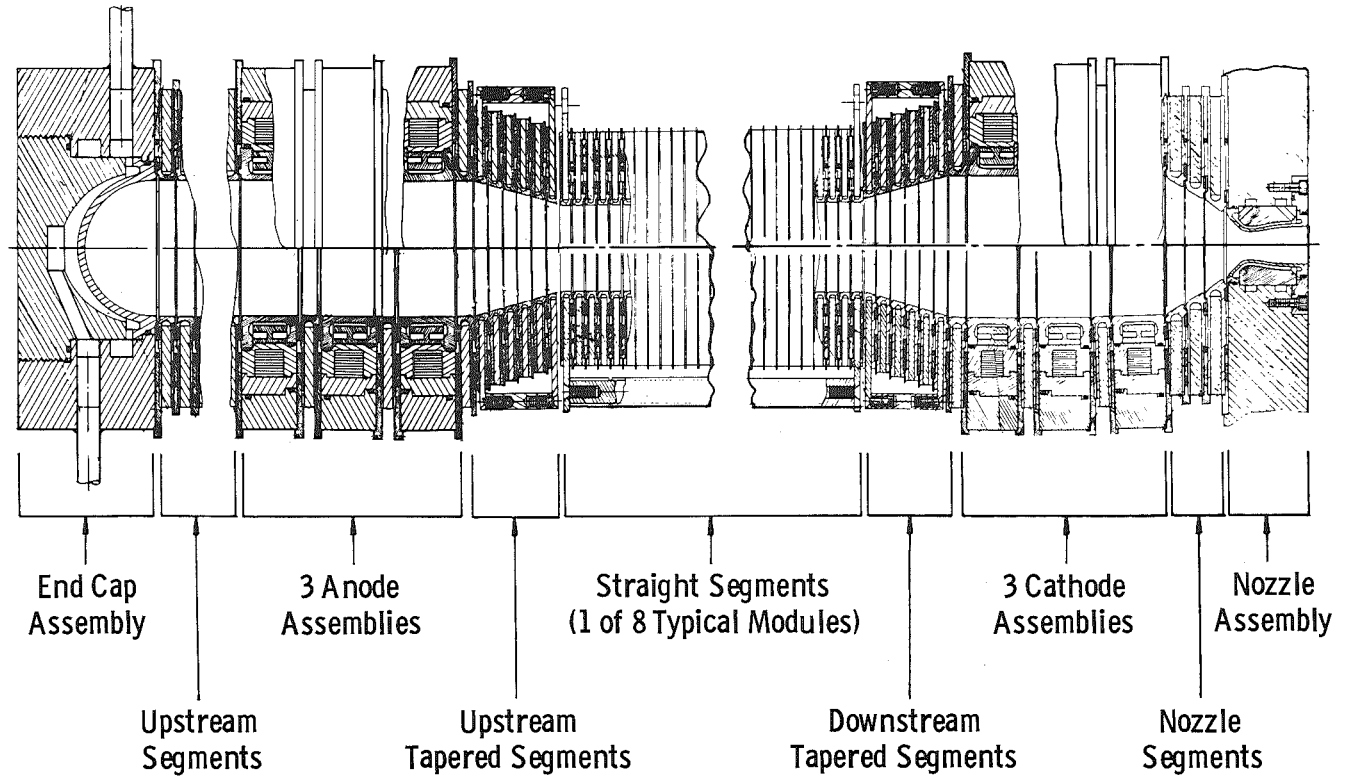 End Cap
Assembly
3 Anode
Assemblies
Straight Segments
(1 of 8 Typical Modules)
3 Cathode
Assemblies
Nozzle
Assembly
Upstream
Segments
Upstream
Tapered Segments
Downstream
Tapered Segments
Nozzle
Segments